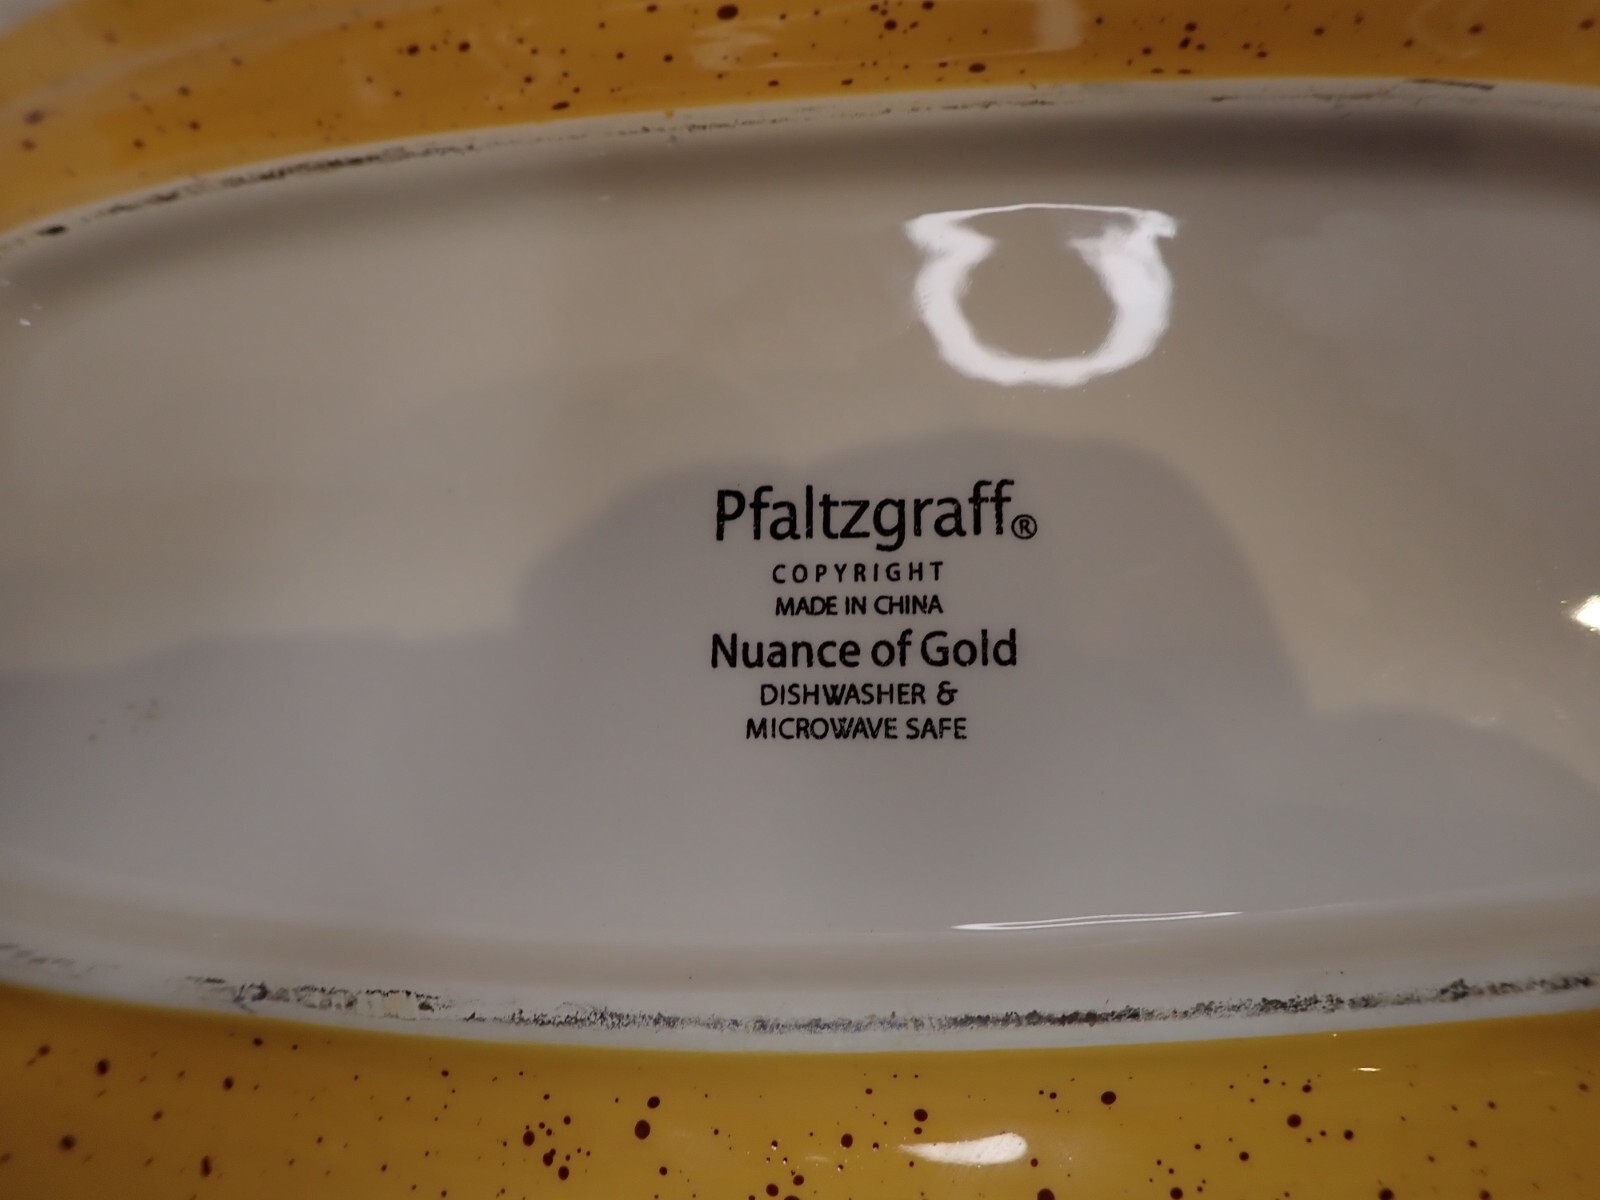 Pfaltzgraff®
COPYRIGHT
MADE IN CHINA
Nuance of Gold
DISHWASHER &
MICROWAVE SAFE